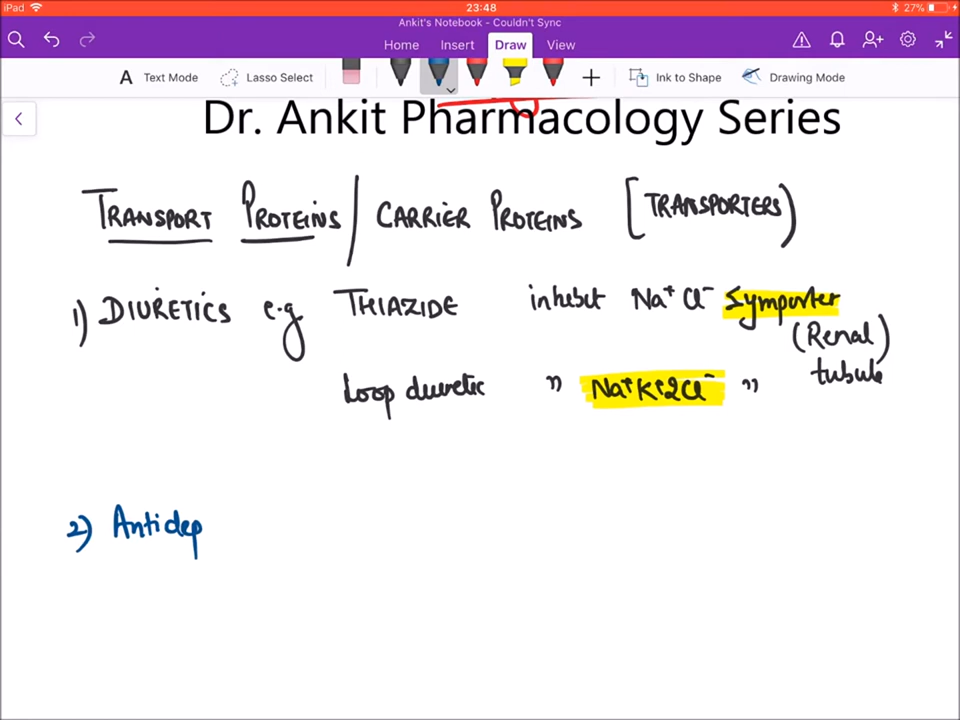 iPad 23:48 27%
Ankit's Notebook - Couldn't Sync
Home Insert Draw View
A Text Mode Lasso Select Ink to Shape Drawing Mode
Dr. Ankit Pharmacology Series
TRANSPORT PROTEINS / CARRIER PROTEINS [TRANSPORTERS)
1) DIURETICS e.g THIAZIDE inhibit Na+ Cl- Symporter
(Renal)
tubule
Loop diuretic " Na+K+2Cl- "
2) Antidep